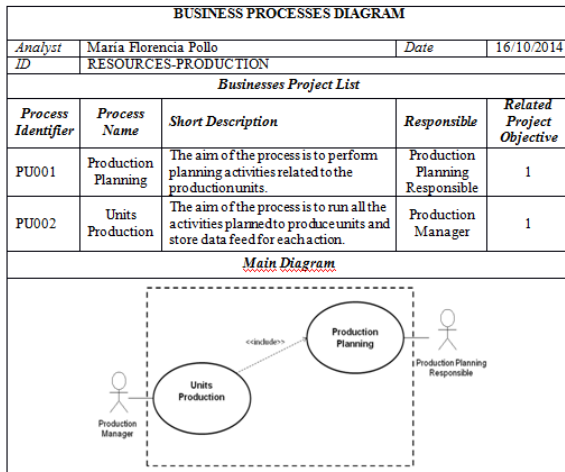 BUSINESS PROCESSES DIAGRAM
Analyst María Florencia Pollo Date 16/10/2014
ID RESOURCES-PRODUCTION
Businesses Project List
Process Identifier Process Name Short Description Responsible Related Project Objective
PU001 Production Planning The aim of the process is to perform planning activities related to the production units. Production Planning Responsible 1
PU002 Units Production The aim of the process is to run all the activities planned to produce units and store data feed for each action. Production Manager 1
Main Diagram
Production
Planning
<<include>>
Production Planning
Responsible
Units
Production
Production
Manager